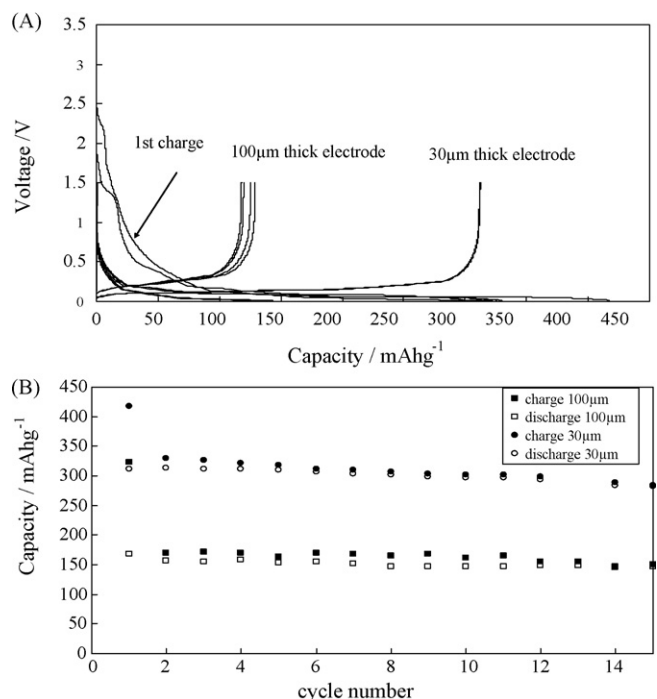 (A)
3.5
3
2.5
2
1.5
1
0.5
0
Voltage /V
1st charge
100µm thick electrode
30µm thick electrode
0 50 100 150 200 250 300 350 400 450
Capacity / mAhg⁻¹
(B)
450
400
350
300
250
200
150
100
50
0
Capacity / mAhg⁻¹
charge 100µm
discharge 100µm
charge 30µm
discharge 30µm
0 2 4 6 8 10 12 14
cycle number